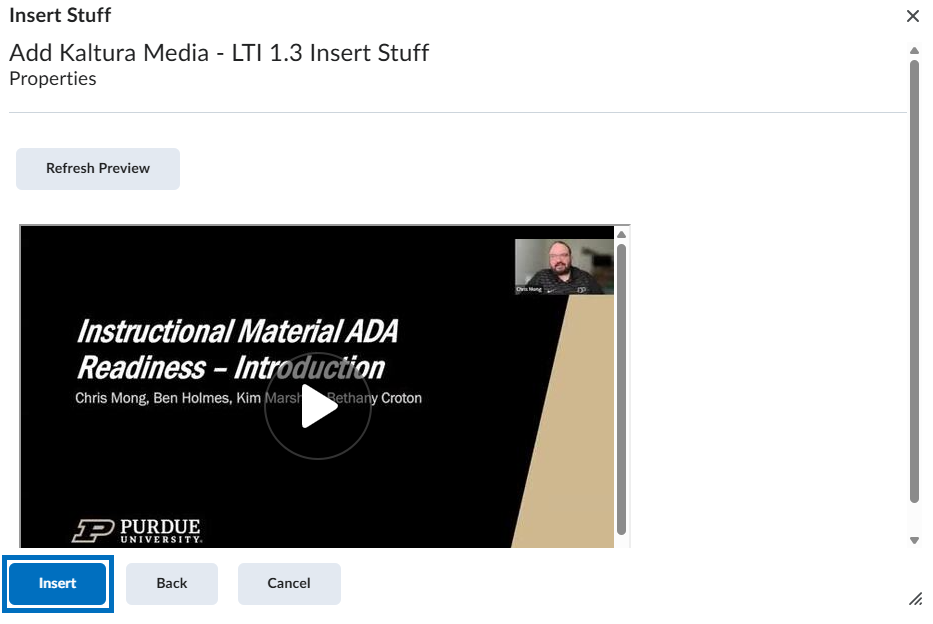 Insert Stuff
Add Kaltura Media - LTI 1.3 Insert Stuff
Properties
Refresh Preview
Chris Mong
Instructional Material ADA
Readiness – Introduction
Chris Mong, Ben Holmes, Kim Marsh Bethany Croton
PURDUE
UNIVERSITY®
Insert
Back
Cancel